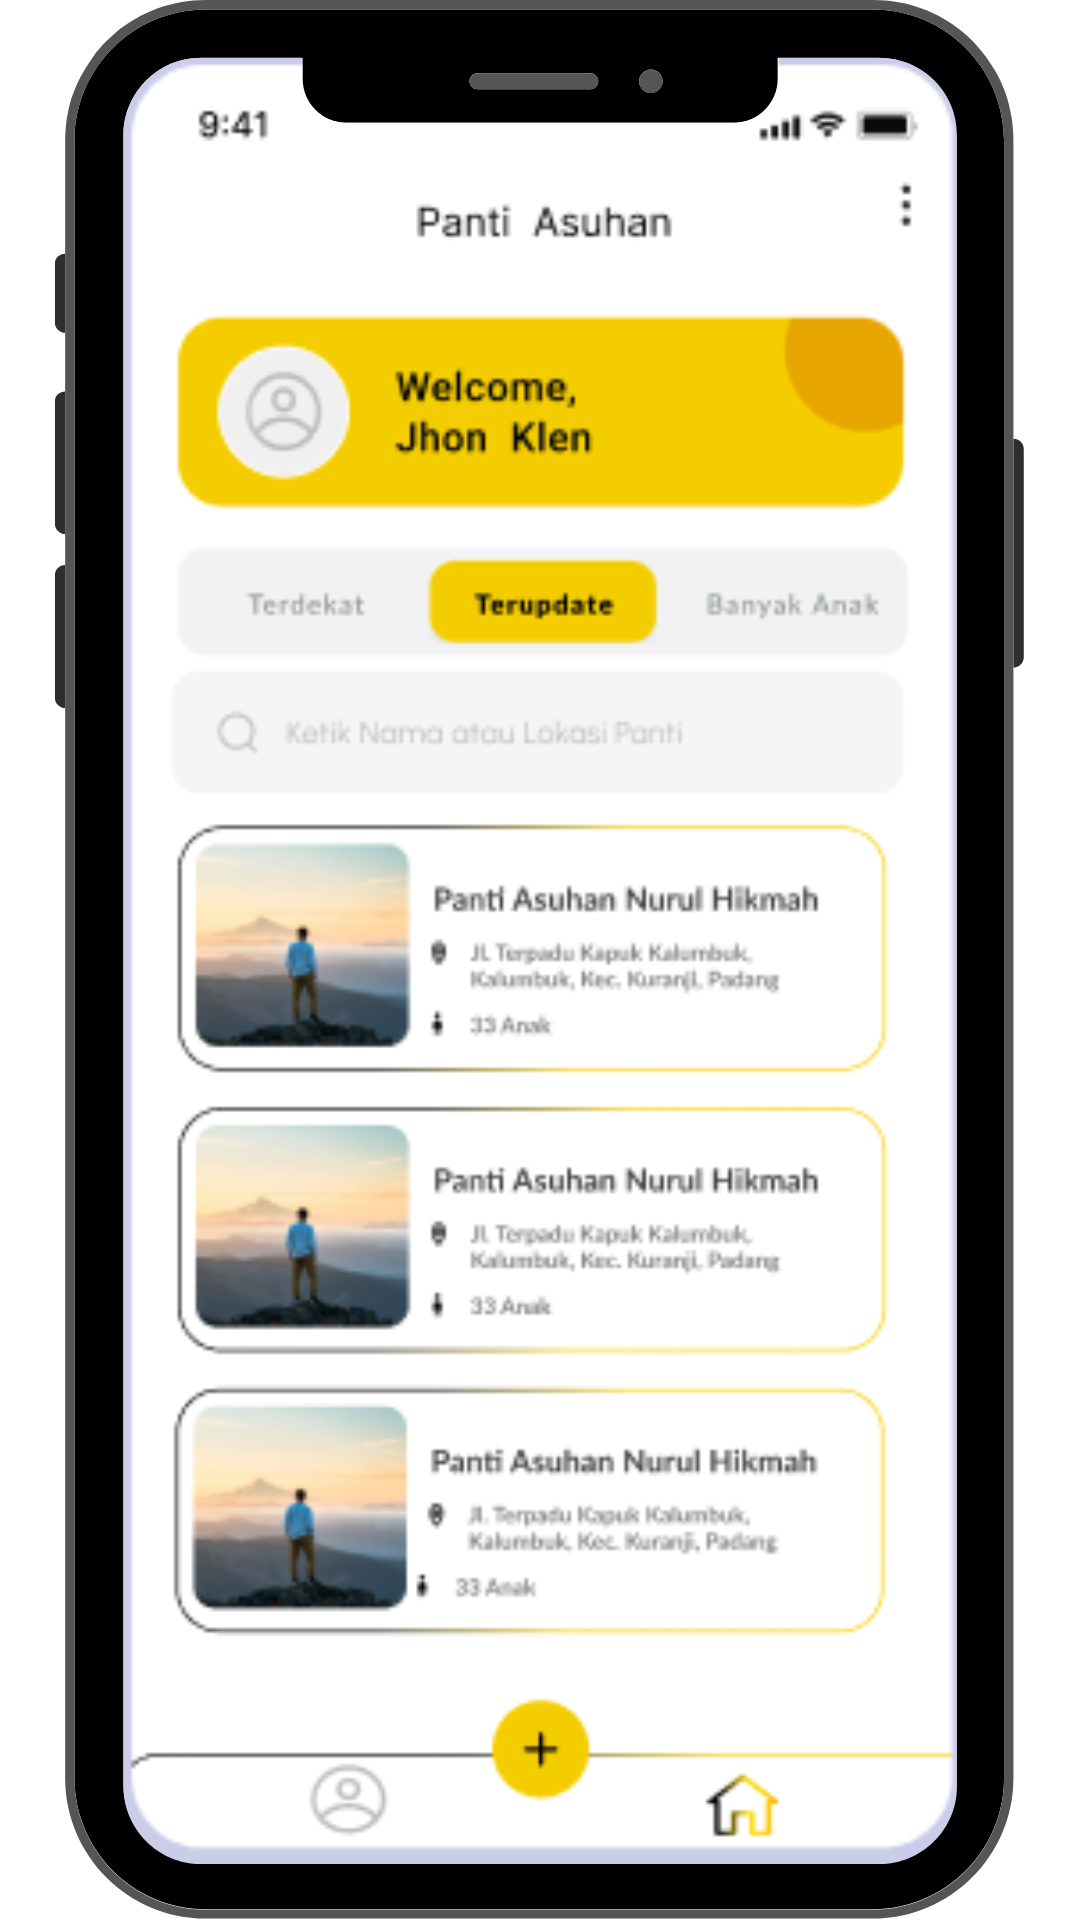 9:41
Panti Asuhan
Welcome,
Jhon Klen
Terdekat
Terupdate
Banyak Anak
Ketik Nama atau Lokasi Panti
Panti Asuhan Nurul Hikmah
Jl. Terpadu Kapuk Kalumbuk,
Kalumbuk, Kec. Kuranji, Padang
33 Anak
Panti Asuhan Nurul Hikmah
Jl. Terpadu Kapuk Kalumbuk,
Kalumbuk, Kec. Kuranji, Padang
33 Anak
Panti Asuhan Nurul Hikmah
Jl. Terpadu Kapuk Kalumbuk,
Kalumbuk, Kec. Kuranji, Padang
33 Anak